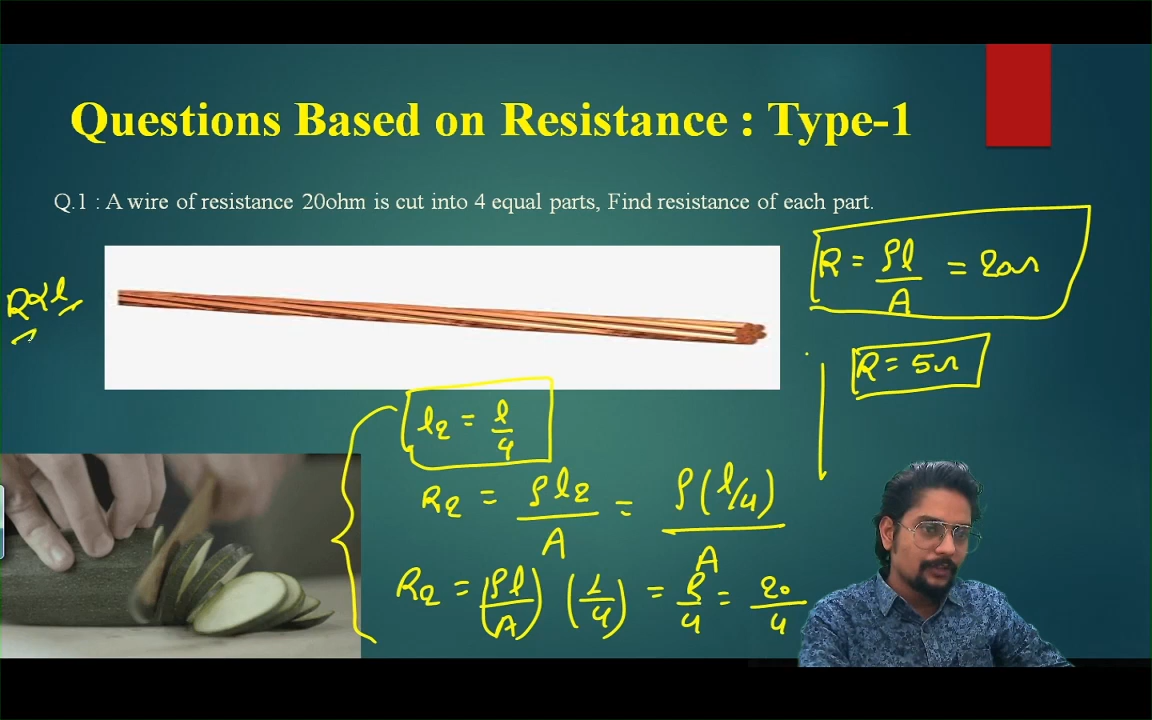 Questions Based on Resistance : Type-1
Q.1 : A wire of resistance 20ohm is cut into 4 equal parts, Find resistance of each part.
R = ρl/A = 20Ω
R ∝ l
R = 5Ω
l2 = l/4
R2 = ρl2/A = ρ(l/4)/A
R2 = (ρl/A) (1/4) = R/4 = 20/4